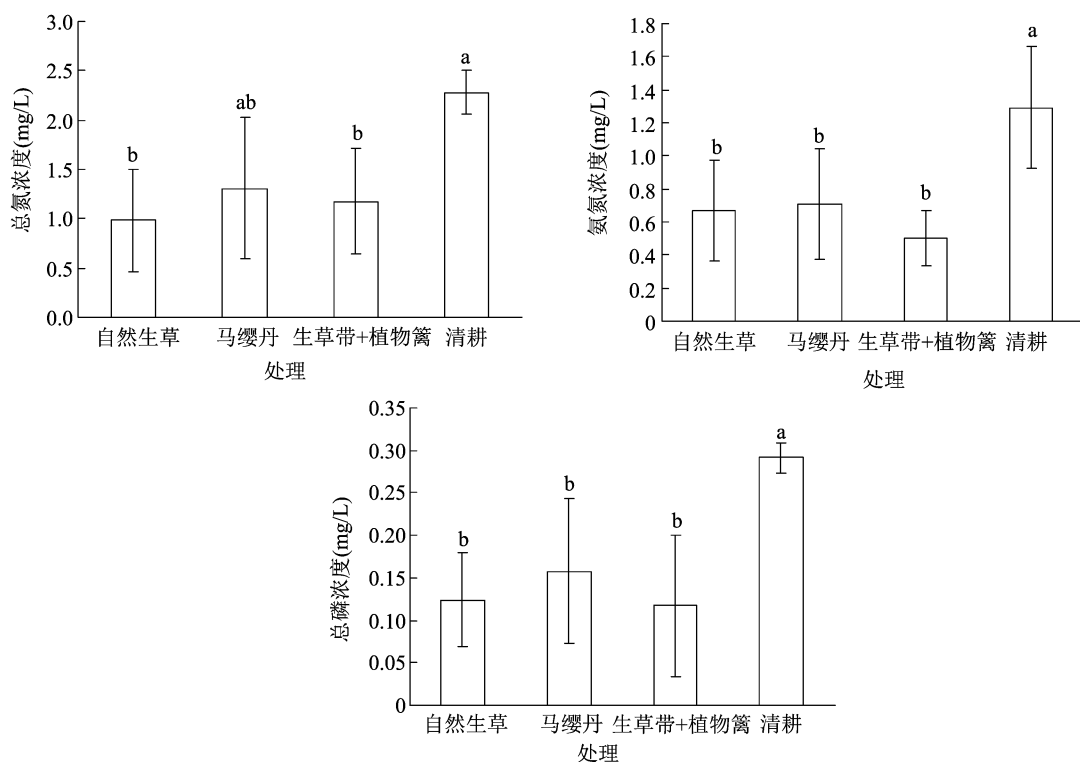 总氮浓度(mg/L)
3.0
2.5
2.0
1.5
1.0
0.5
0.0
b
ab
b
a
自然生草 马缨丹 生草带+植物篱 清耕
处理
氨氮浓度(mg/L)
1.8
1.6
1.4
1.2
1.0
0.8
0.6
0.4
0.2
0
b
b
b
a
自然生草 马缨丹 生草带+植物篱 清耕
处理
总磷浓度(mg/L)
0.35
0.30
0.25
0.20
0.15
0.10
0.05
0
b
b
b
a
自然生草 马缨丹 生草带+植物篱 清耕
处理